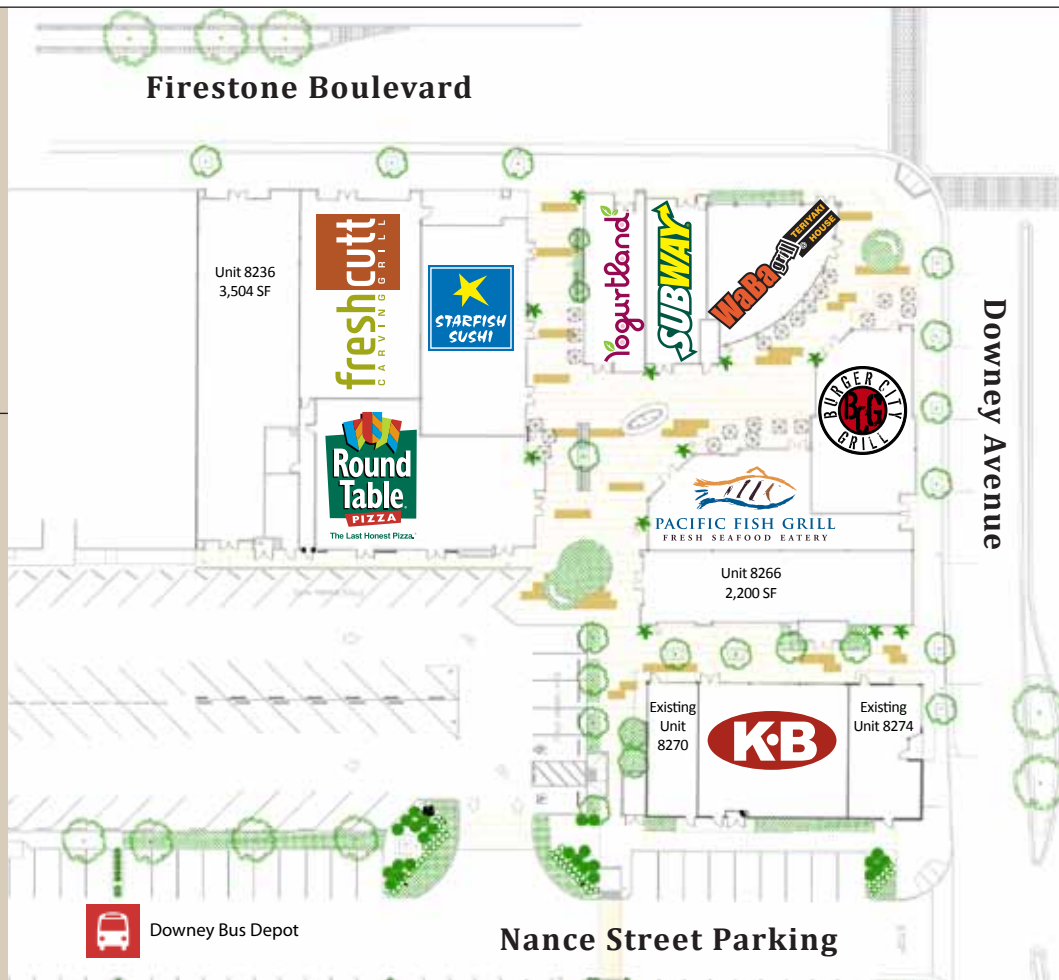 Firestone Boulevard
Unit 8236
3,504 SF
freshcutt
CARVING GRILL
STARFISH
SUSHI
Yogurtland
SUBWAY
WaBa grill
TERIYAKI
HOUSE
BURGER CITY
BCG
GRILL
Downey Avenue
Round
Table
PIZZA
The Last Honest Pizza.
PACIFIC FISH GRILL
FRESH SEAFOOD EATERY
Unit 8266
2,200 SF
Existing
Unit
8270
K•B
Existing
Unit 8274
Downey Bus Depot
Nance Street Parking